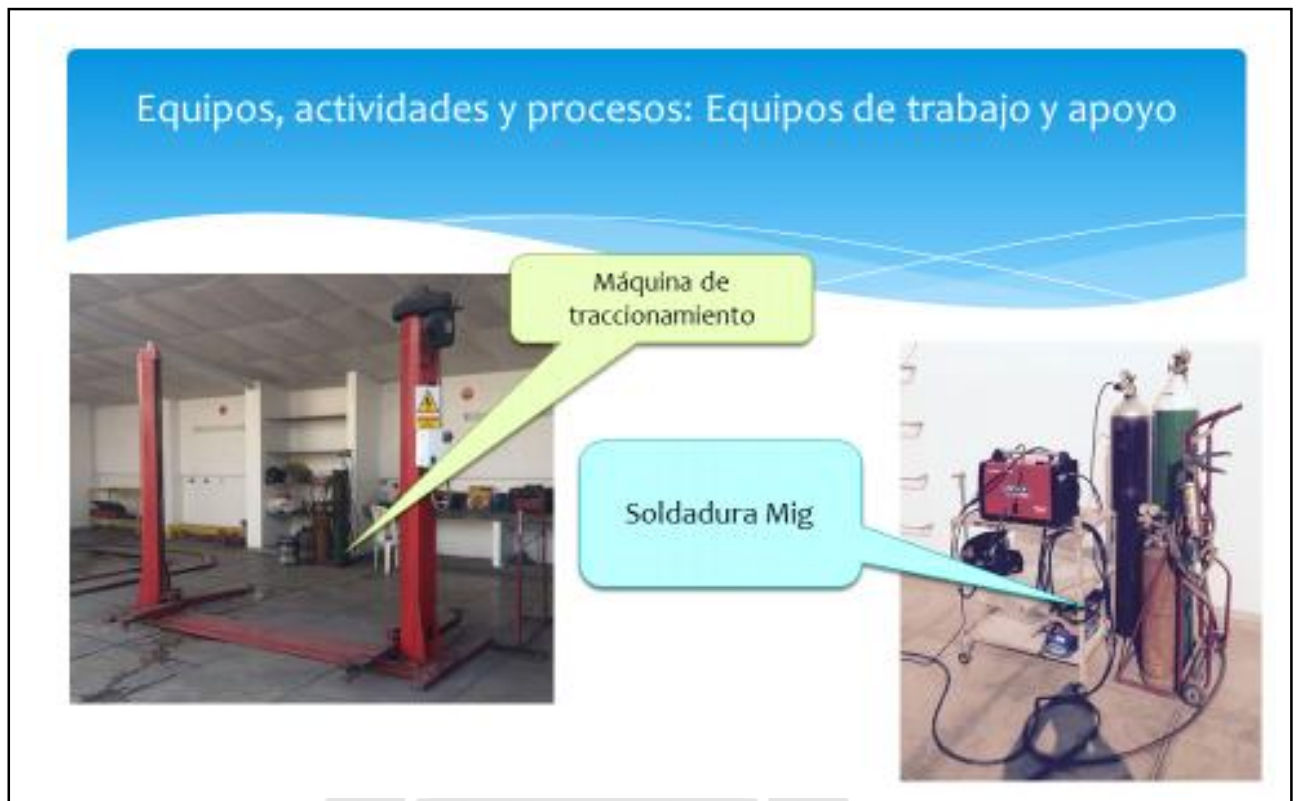 Equipos, actividades y procesos: Equipos de trabajo y apoyo
Máquina de
traccionamiento
Soldadura Mig